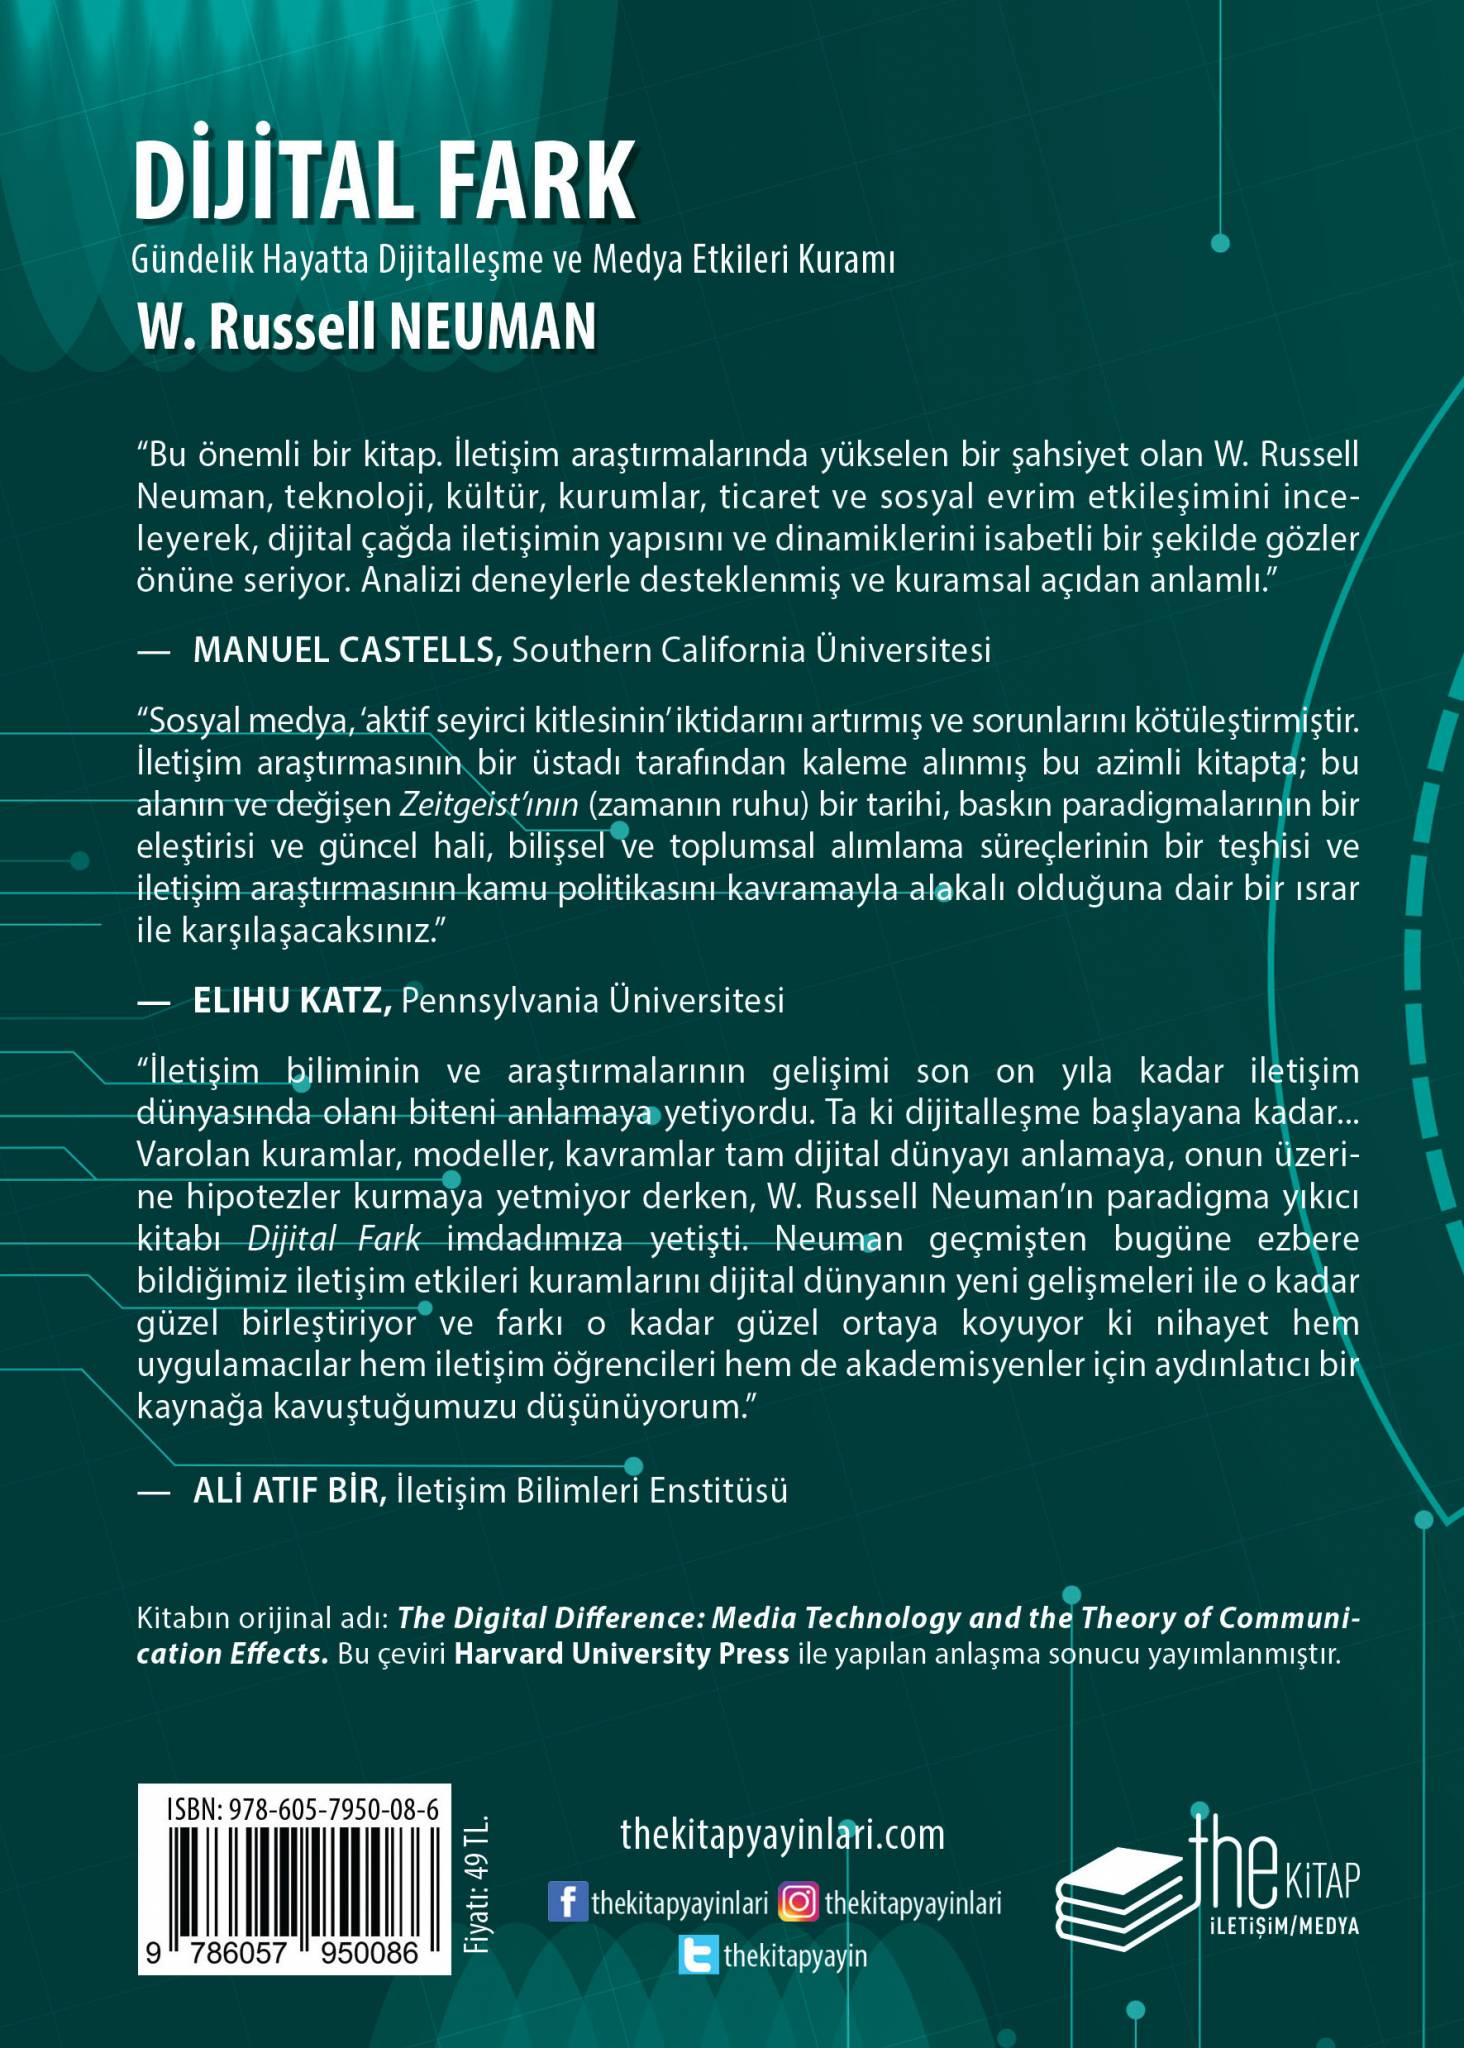 DİJİTAL FARK
Gündelik Hayatta Dijitalleşme ve Medya Etkileri Kuramı
W. Russell NEUMAN
“Bu önemli bir kitap. İletişim araştırmalarında yükselen bir şahsiyet olan W. Russell
Neuman, teknoloji, kültür, kurumlar, ticaret ve sosyal evrim etkileşimini ince-
leyerek, dijital çağda iletişimin yapısını ve dinamiklerini isabetli bir şekilde gözler
önüne seriyor. Analizi deneylerle desteklenmiş ve kuramsal açıdan anlamlı.”
— MANUEL CASTELLS, Southern California Üniversitesi
“Sosyal medya, ‘aktif seyirci kitlesinin’ iktidarını artırmış ve sorunlarını kötüleştirmiştir.
İletişim araştırmasının bir üstadı tarafından kaleme alınmış bu azimli kitapta; bu
alanın ve değişen Zeitgeist’ının (zamanın ruhu) bir tarihi, baskın paradigmalarının bir
eleştirisi ve güncel hali, bilişsel ve toplumsal alımlama süreçlerinin bir teşhisi ve
iletişim araştırmasının kamu politikasını kavramayla alakalı olduğuna dair bir ısrar
ile karşılaşacaksınız.”
— ELIHU KATZ, Pennsylvania Üniversitesi
“İletişim biliminin ve araştırmalarının gelişimi son on yıla kadar iletişim
dünyasında olanı biteni anlamaya yetiyordu. Ta ki dijitalleşme başlayana kadar...
Varolan kuramlar, modeller, kavramlar tam dijital dünyayı anlamaya, onun üzeri-
ne hipotezler kurmaya yetmiyor derken, W. Russell Neuman’ın paradigma yıkıcı
kitabı Dijital Fark imdadımıza yetişti. Neuman geçmişten bugüne ezbere
bildiğimiz iletişim etkileri kuramlarını dijital dünyanın yeni gelişmeleri ile o kadar
güzel birleştiriyor ve farkı o kadar güzel ortaya koyuyor ki nihayet hem
uygulamacılar hem iletişim öğrencileri hem de akademisyenler için aydınlatıcı bir
kaynağa kavuştuğumuzu düşünüyorum.”
— ALİ ATIF BİR, İletişim Bilimleri Enstitüsü
Kitabın orijinal adı: The Digital Difference: Media Technology and the Theory of Communi-
cation Effects. Bu çeviri Harvard University Press ile yapılan anlaşma sonucu yayımlanmıştır.
ISBN: 978-605-7950-08-6
9 786057 950086
Fiyatı: 49 TL.
thekitapyayinlari.com
thekitapyayinlari thekitapyayinlari
thekitapyayin
the KİTAP
İLETİŞİM/MEDYA